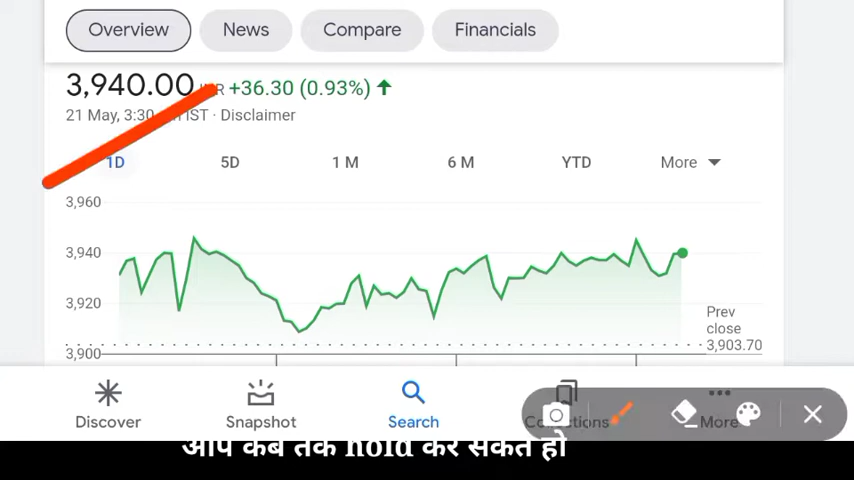 Overview News Compare Financials
3,940.00 +36.30 (0.93%)
21 May, 3:30 IST · Disclaimer
1D 5D 1 M 6 M YTD More
3,960
3,940
3,920
Prev
close
3,903.70
3,900
Discover Snapshot Search Collections More
आप कब तक hold कर सकते हो